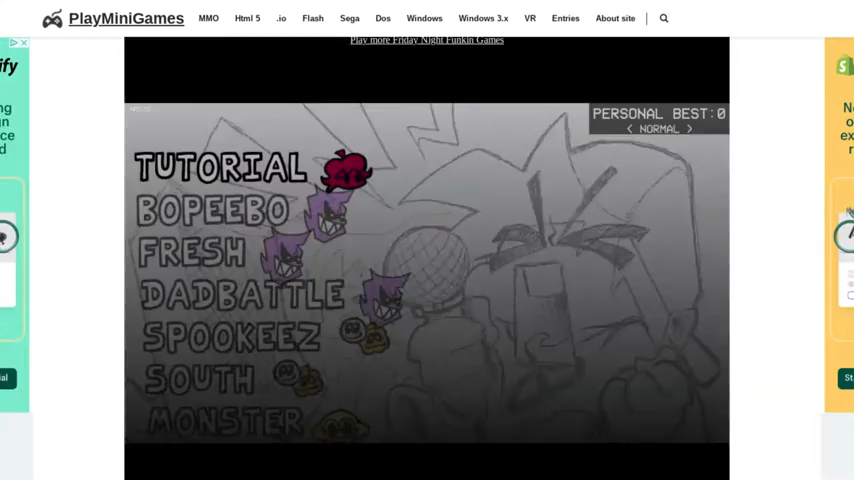 PlayMiniGames
MMO Html 5 .io Flash Sega Dos Windows Windows 3.x VR Entries About site
Play more Friday Night Funkin Games
PERSONAL BEST:0
< NORMAL >
TUTORIAL
BOPEEBO
FRESH
DADBATTLE
SPOOKEEZ
SOUTH
MONSTER